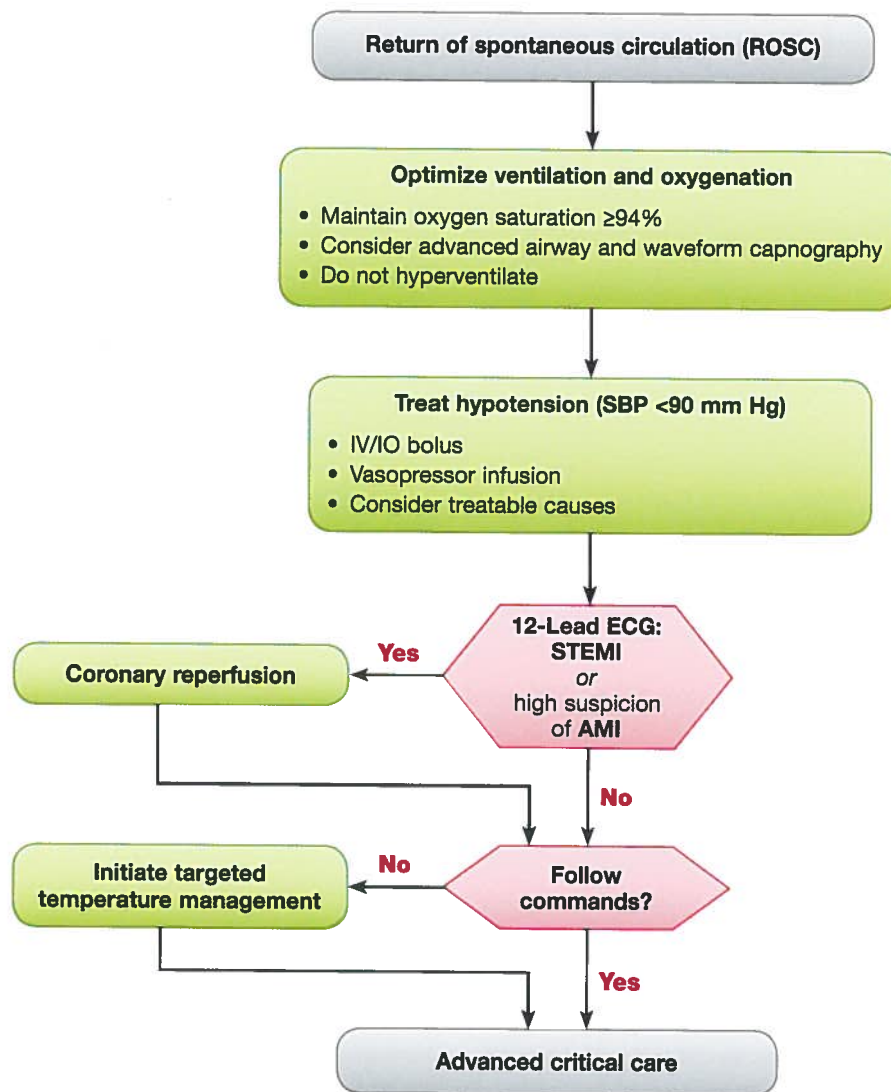 Return of spontaneous circulation (ROSC)
Optimize ventilation and oxygenation
• Maintain oxygen saturation ≥94%
• Consider advanced airway and waveform capnography
• Do not hyperventilate
Treat hypotension (SBP <90 mm Hg)
• IV/IO bolus
• Vasopressor infusion
• Consider treatable causes
12-Lead ECG:
STEMI
or
high suspicion
of AMI
Yes
Coronary reperfusion
No
Follow
commands?
No
Initiate targeted
temperature management
Yes
Advanced critical care